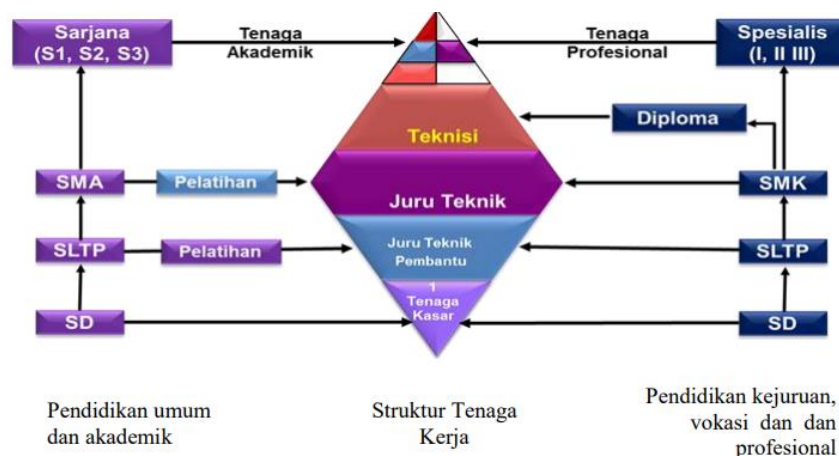 Sarjana
(S1, S2, S3)
Tenaga
Akademik
Tenaga
Profesional
Spesialis
(I, II III)
Teknisi
Diploma
SMA
Pelatihan
Juru Teknik
SMK
SLTP
Pelatihan
Juru Teknik
Pembantu
SLTP
SD
1
Tenaga
Kasar
SD
Pendidikan umum
dan akademik
Struktur Tenaga
Kerja
Pendidikan kejuruan,
vokasi dan dan
profesional